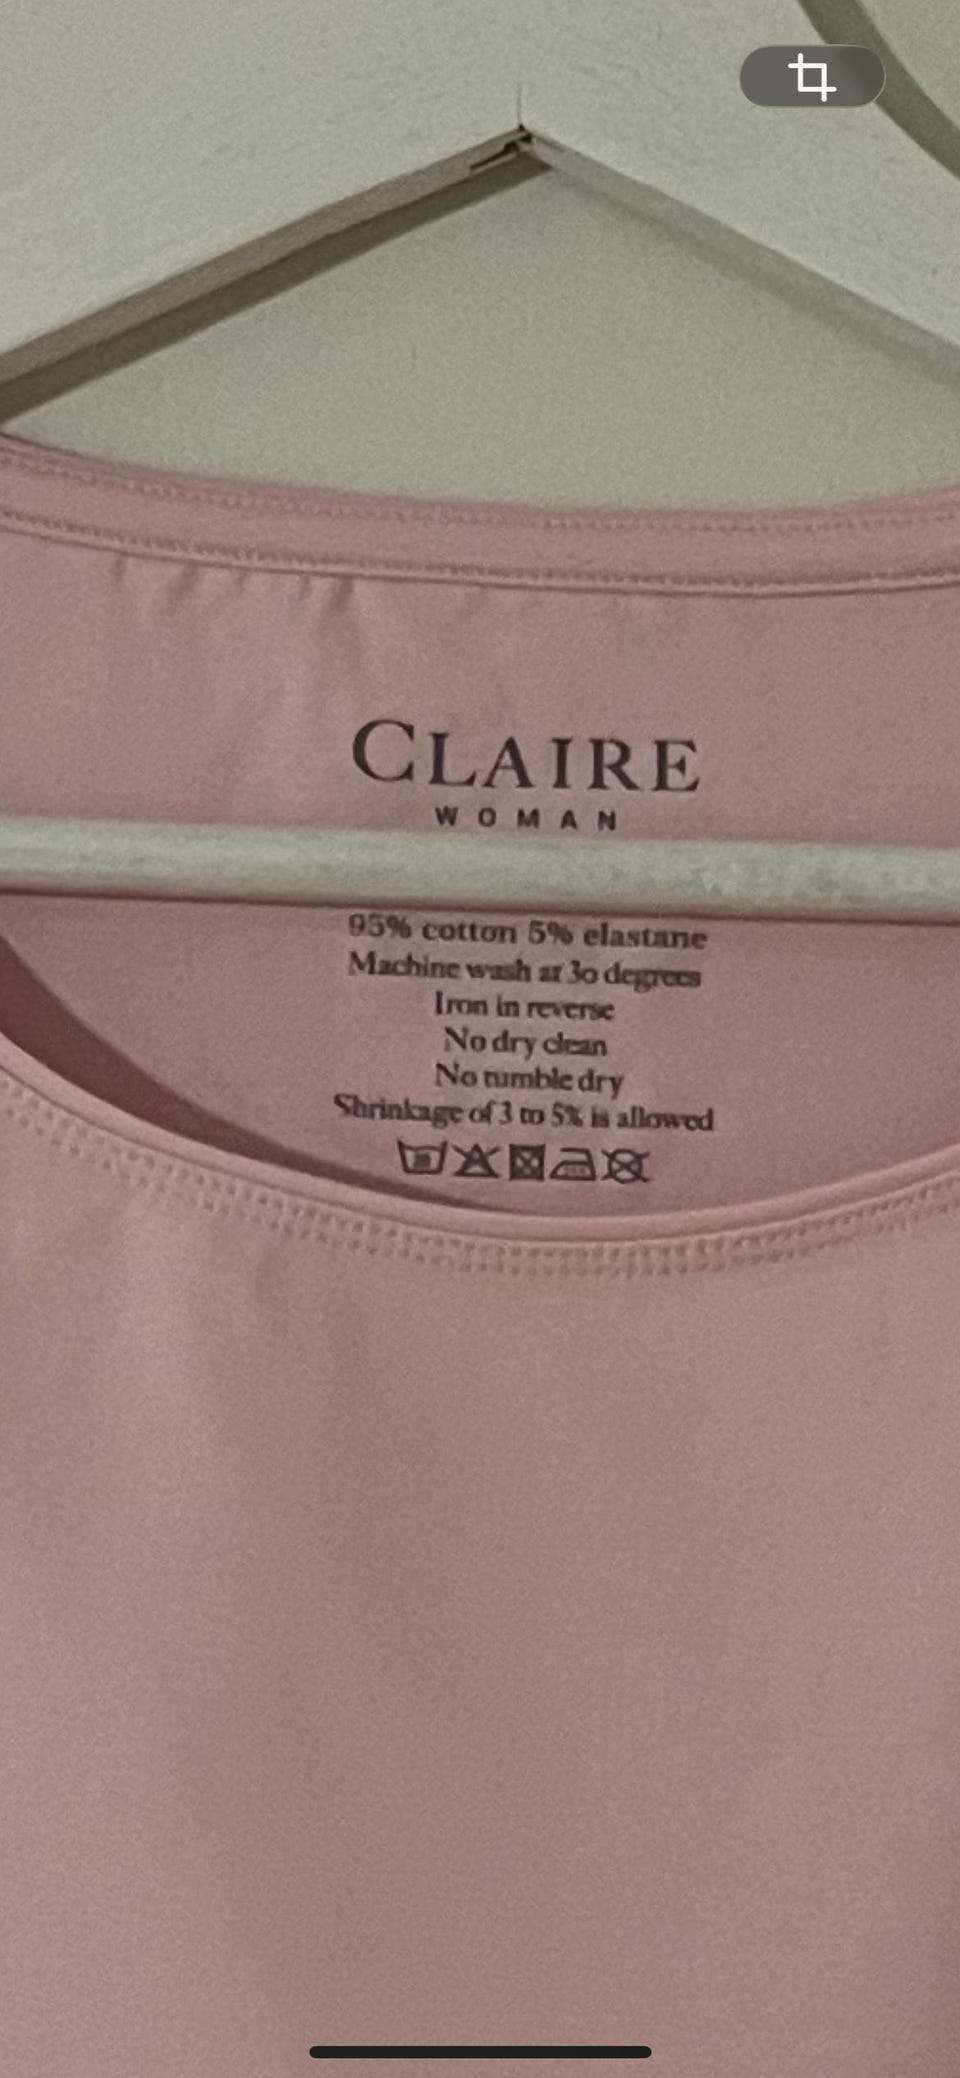 CLAIRE
WOMAN
95% cotton 5% elastane
Machine wash at 30 degrees
Iron in reverse
No dry clean
No tumble dry
Shrinkage of 3 to 5% is allowed